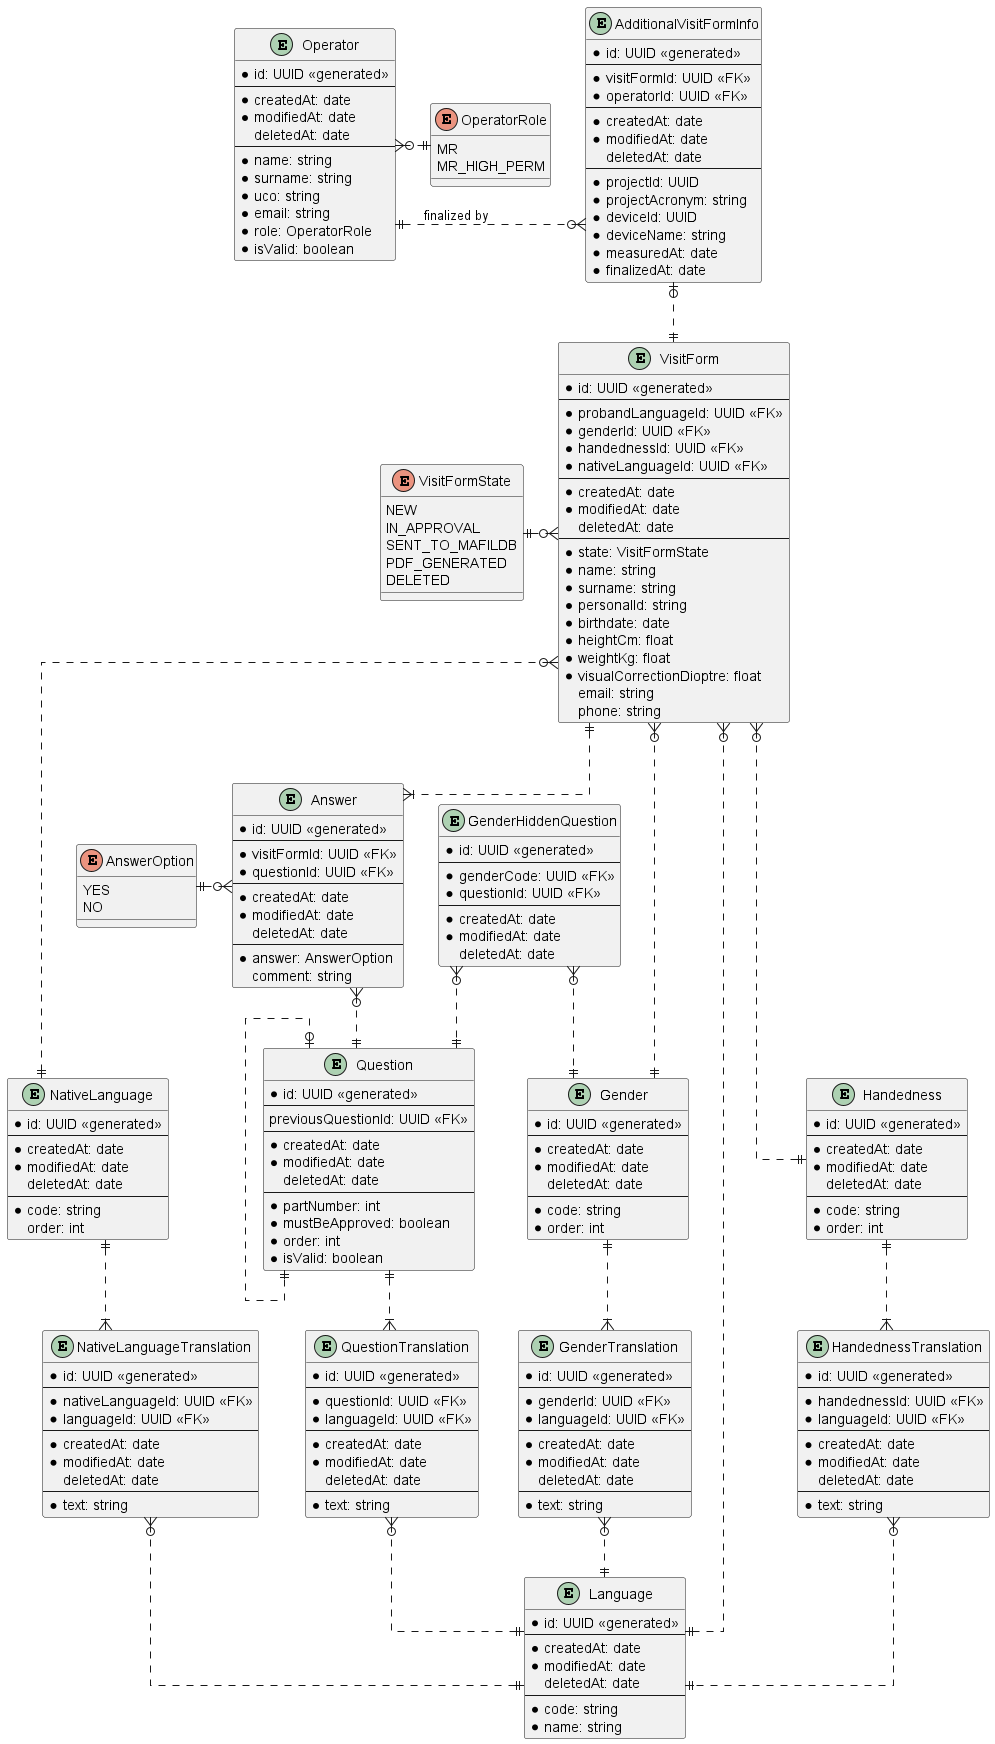 E Operator
* id: UUID «generated»
* createdAt: date
* modifiedAt: date
deletedAt: date
* name: string
* surname: string
* uco: string
* email: string
* role: OperatorRole
* isValid: boolean
E OperatorRole
MR
MR_HIGH_PERM
finalized by
E AdditionalVisitFormInfo
* id: UUID «generated»
* visitFormId: UUID «FK»
* operatorId: UUID «FK»
* createdAt: date
* modifiedAt: date
deletedAt: date
* projectId: UUID
* projectAcronym: string
* deviceId: UUID
* deviceName: string
* measuredAt: date
* finalizedAt: date
E VisitForm
* id: UUID «generated»
* probandLanguageId: UUID «FK»
* genderId: UUID «FK»
* handednessId: UUID «FK»
* nativeLanguageId: UUID «FK»
* createdAt: date
* modifiedAt: date
deletedAt: date
* state: VisitFormState
* name: string
* surname: string
* personalId: string
* birthdate: date
* heightCm: float
* weightKg: float
* visualCorrectionDioptre: float
email: string
phone: string
E VisitFormState
NEW
IN_APPROVAL
SENT_TO_MAFILDB
PDF_GENERATED
DELETED
E Answer
* id: UUID «generated»
* visitFormId: UUID «FK»
* questionId: UUID «FK»
* createdAt: date
* modifiedAt: date
deletedAt: date
* answer: AnswerOption
comment: string
E AnswerOption
YES
NO
E GenderHiddenQuestion
* id: UUID «generated»
* genderCode: UUID «FK»
* questionId: UUID «FK»
* createdAt: date
* modifiedAt: date
deletedAt: date
E NativeLanguage
* id: UUID «generated»
* createdAt: date
* modifiedAt: date
deletedAt: date
* code: string
order: int
E Question
* id: UUID «generated»
previousQuestionId: UUID «FK»
* createdAt: date
* modifiedAt: date
deletedAt: date
* partNumber: int
* mustBeApproved: boolean
* order: int
* isValid: boolean
E Gender
* id: UUID «generated»
* createdAt: date
* modifiedAt: date
deletedAt: date
* code: string
* order: int
E Handedness
* id: UUID «generated»
* createdAt: date
* modifiedAt: date
deletedAt: date
* code: string
* order: int
E NativeLanguageTranslation
* id: UUID «generated»
* nativeLanguageId: UUID «FK»
* languageId: UUID «FK»
* createdAt: date
* modifiedAt: date
deletedAt: date
* text: string
E QuestionTranslation
* id: UUID «generated»
* questionId: UUID «FK»
* languageId: UUID «FK»
* createdAt: date
* modifiedAt: date
deletedAt: date
* text: string
E GenderTranslation
* id: UUID «generated»
* genderId: UUID «FK»
* languageId: UUID «FK»
* createdAt: date
* modifiedAt: date
deletedAt: date
* text: string
E HandednessTranslation
* id: UUID «generated»
* handednessId: UUID «FK»
* languageId: UUID «FK»
* createdAt: date
* modifiedAt: date
deletedAt: date
* text: string
E Language
* id: UUID «generated»
* createdAt: date
* modifiedAt: date
deletedAt: date
* code: string
* name: string